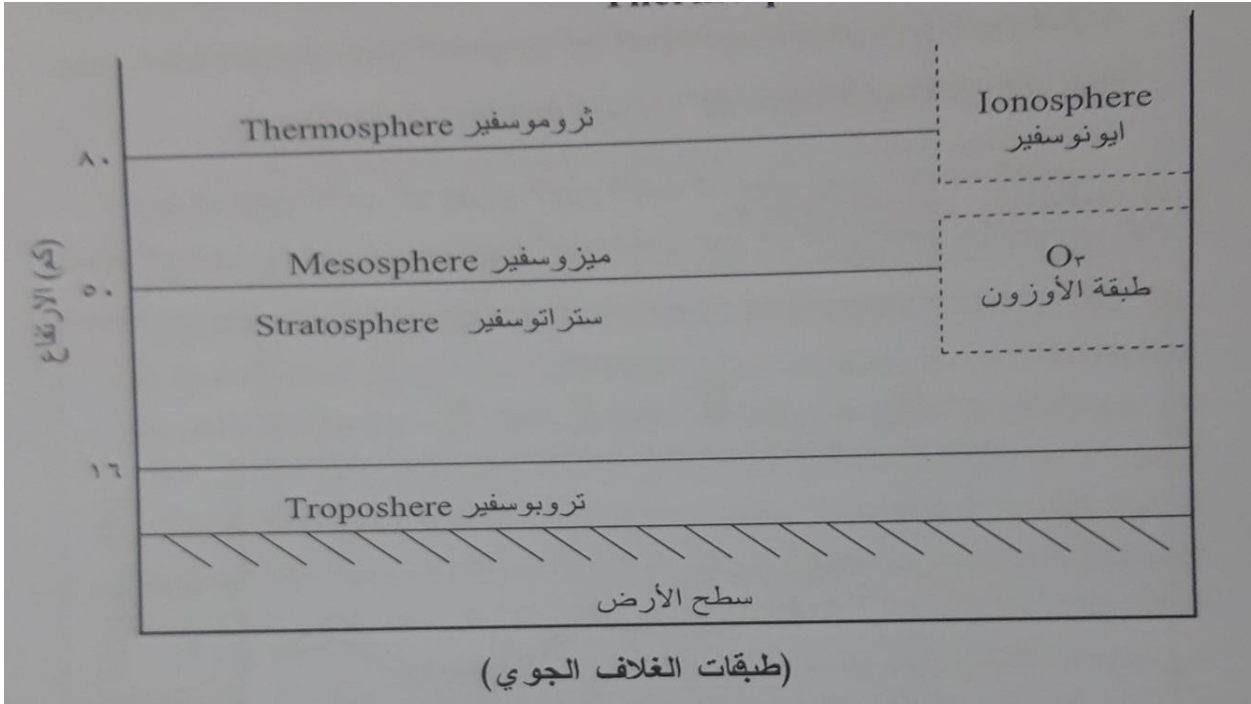 Thermosphere ثروموسفير
Ionosphere
ايونوسفير
٨٠
Mesosphere ميزوسفير
O٣
طبقة الأوزون
٥٠
Stratosphere ستراتوسفير
الارتفاع (كم)
١٦
Troposhere تروبوسفير
سطح الأرض
(طبقات الغلاف الجوي)